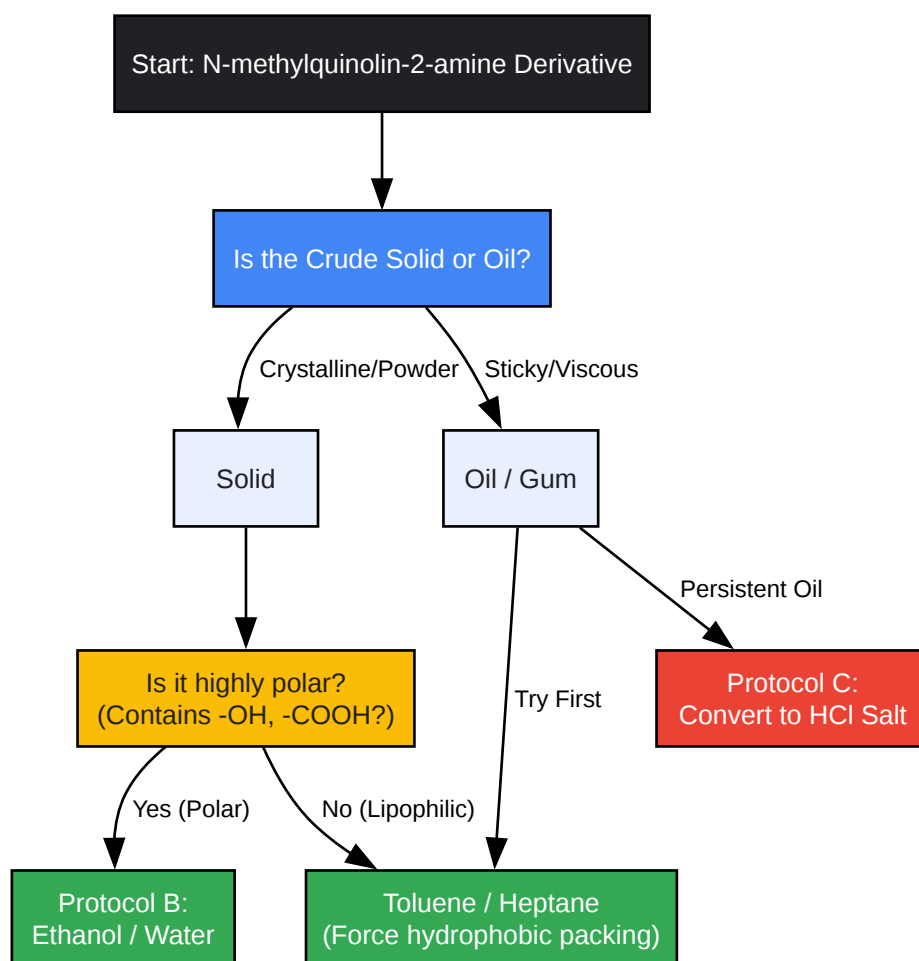 Start: N-methylquinolin-2-amine Derivative
Is the Crude Solid or Oil?
Crystalline/Powder
Sticky/Viscous
Solid
Oil / Gum
Persistent Oil
Is it highly polar?
(Contains -OH, -COOH?)
Try First
Protocol C:
Convert to HCl Salt
Yes (Polar)
No (Lipophilic)
Protocol B:
Ethanol / Water
Toluene / Heptane
(Force hydrophobic packing)